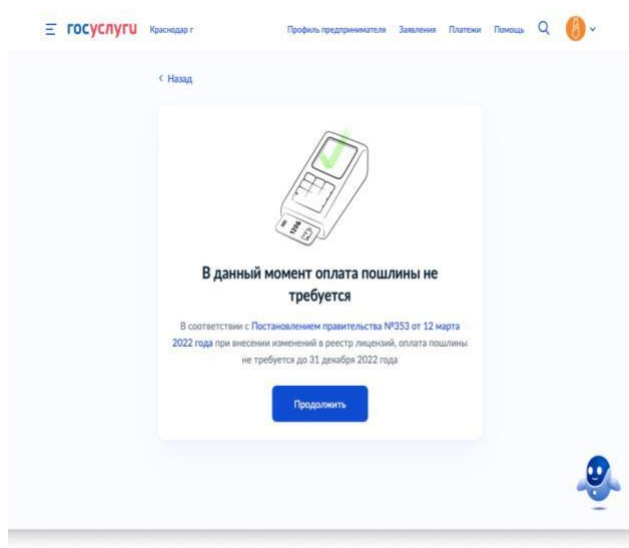 госуслуги Краснодар г Профиль предпринимателя Заявления Платежи Помощь
Назад
В данный момент оплата пошлины не
требуется
В соответствии с Постановлением правительства №353 от 12 марта
2022 года при внесении изменений в реестр лицензий, оплата пошлины
не требуется до 31 декабря 2022 года
Продолжить